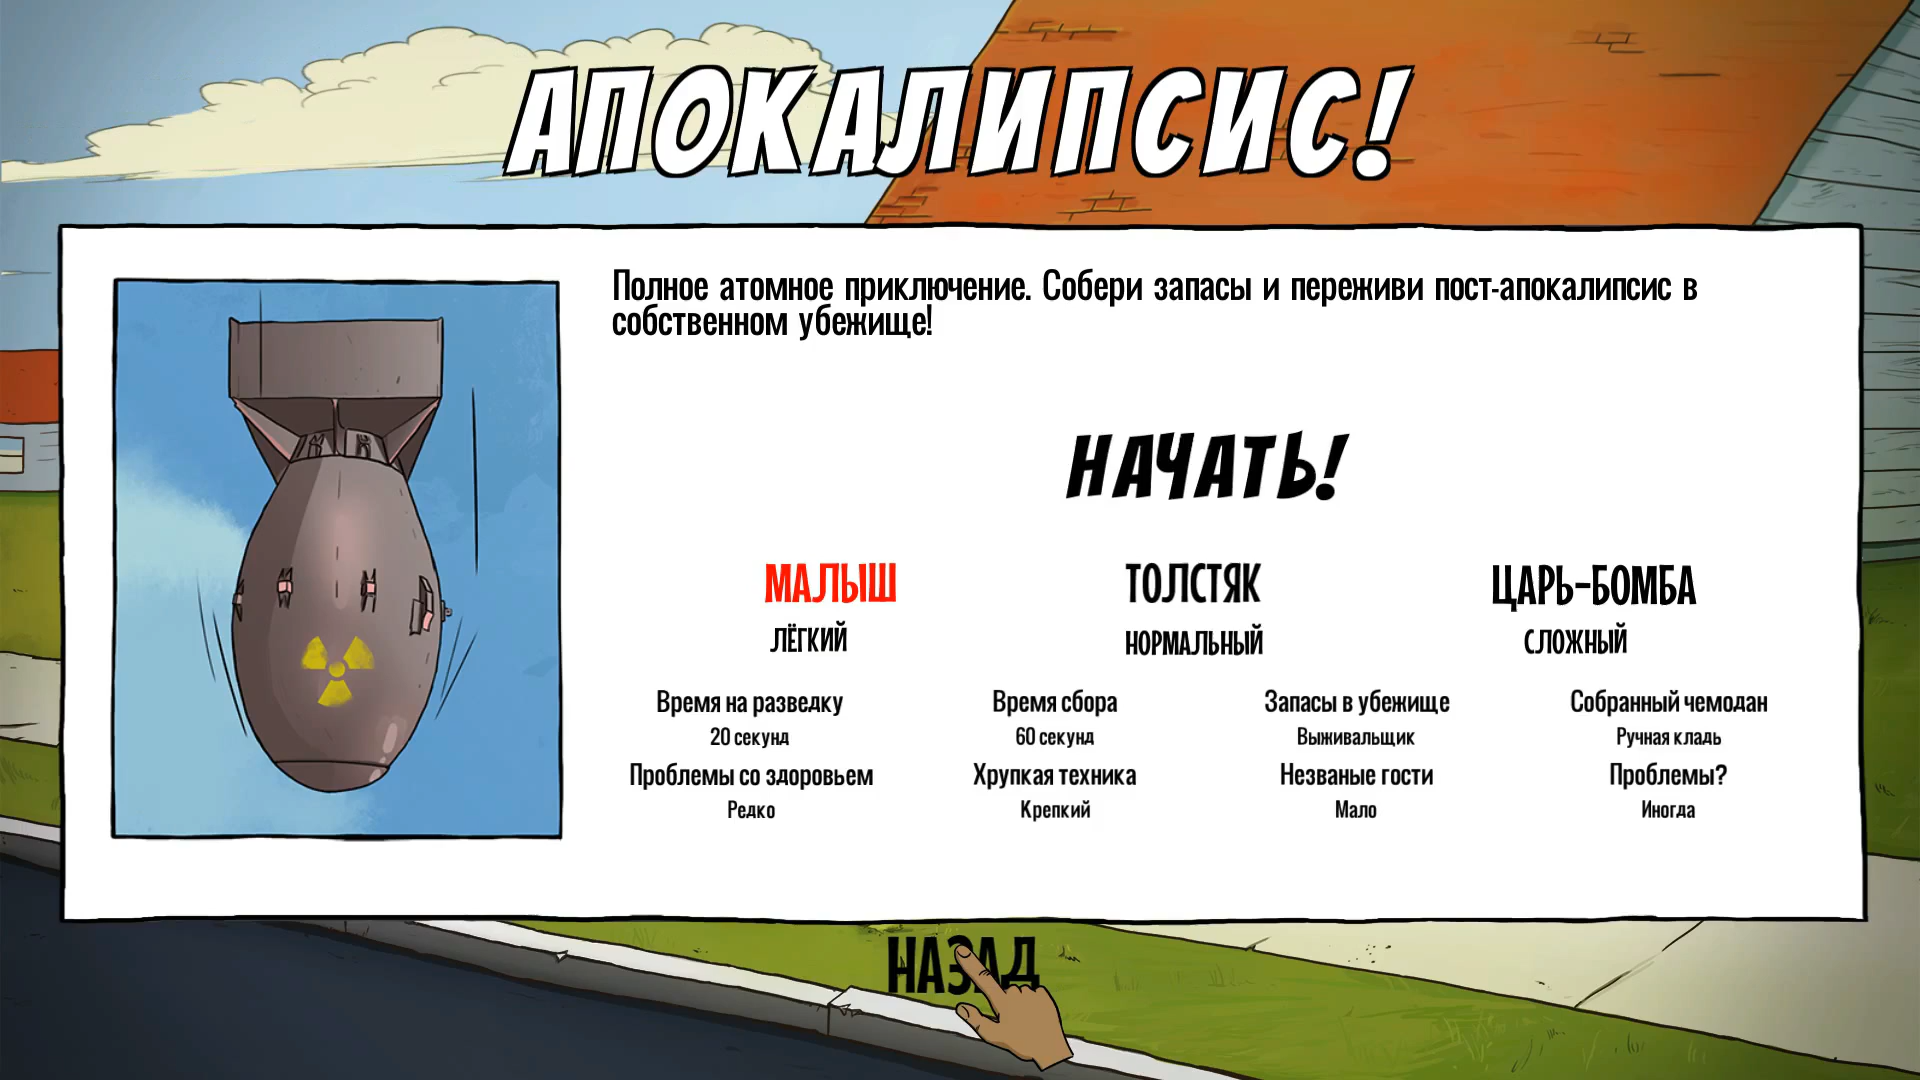 АПОКАЛИПСИС!
Полное атомное приключение. Собери запасы и переживи пост-апокалипсис в
собственном убежище!
НАЧАТЬ!
МАЛЫШ ТОЛСТЯК ЦАРЬ-БОМБА
ЛЁГКИЙ НОРМАЛЬНЫЙ СЛОЖНЫЙ
Время на разведку Время сбора Запасы в убежище Собранный чемодан
20 секунд 60 секунд Выживальщик Ручная кладь
Проблемы со здоровьем Хрупкая техника Незваные гости Проблемы?
Редко Крепкий Мало Иногда
НАЗАД